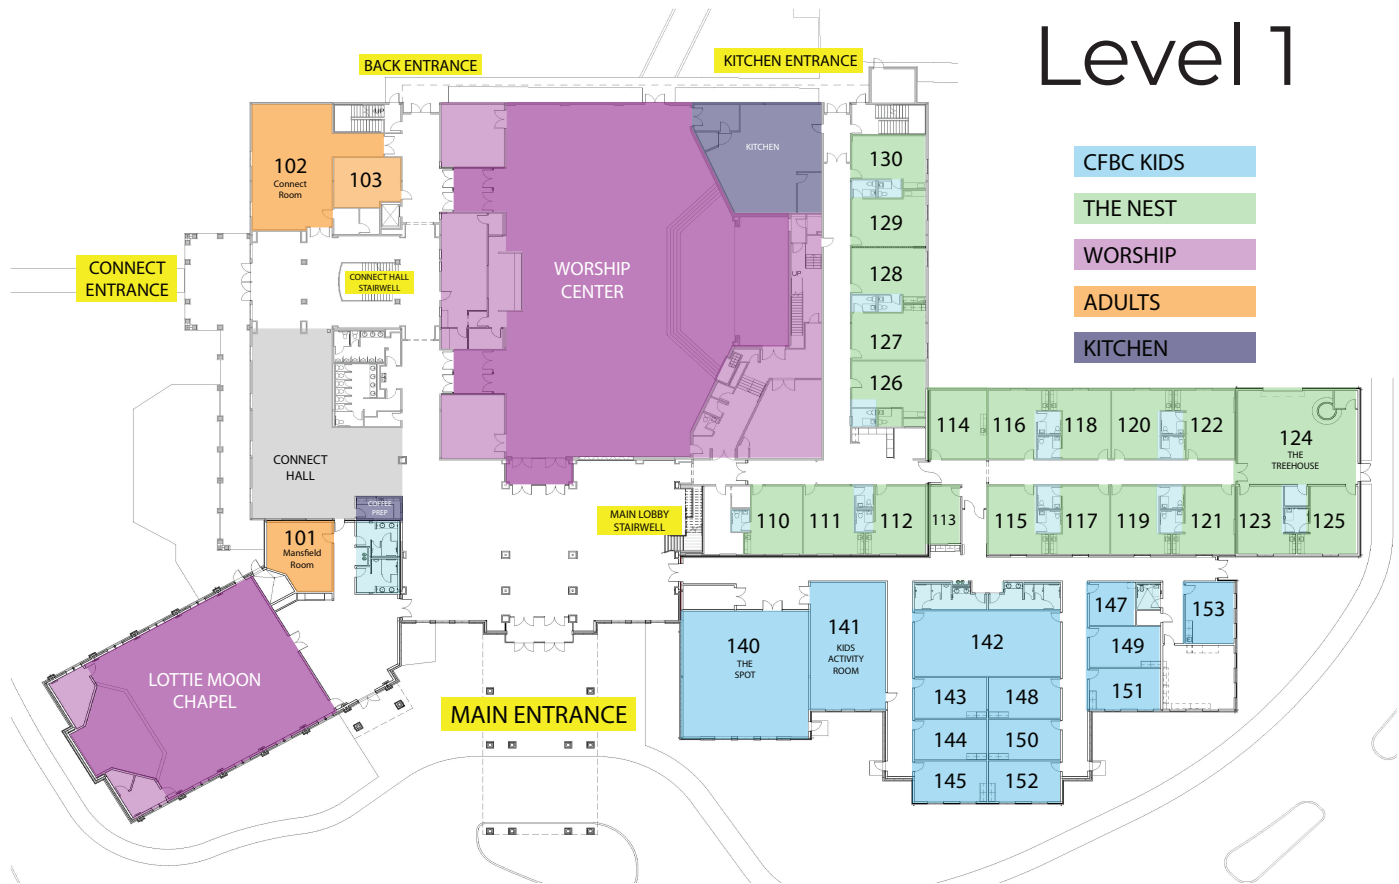 Level 1
BACK ENTRANCE
KITCHEN ENTRANCE
CFBC KIDS
THE NEST
WORSHIP
ADULTS
KITCHEN
UP
102
Connect
Room
103
KITCHEN
130
129
128
127
126
CONNECT
ENTRANCE
CONNECT HALL
STAIRWELL
WORSHIP
CENTER
UP
114
116
118
120
122
124
THE
TREEHOUSE
CONNECT
HALL
COFFEE
PREP
MAIN LOBBY
STAIRWELL
110
111
112
113
115
117
119
121
123
125
101
Mansfield
Room
LOTTIE MOON
CHAPEL
MAIN ENTRANCE
140
THE
SPOT
141
KIDS
ACTIVITY
ROOM
142
143
148
144
150
145
152
147
149
151
153